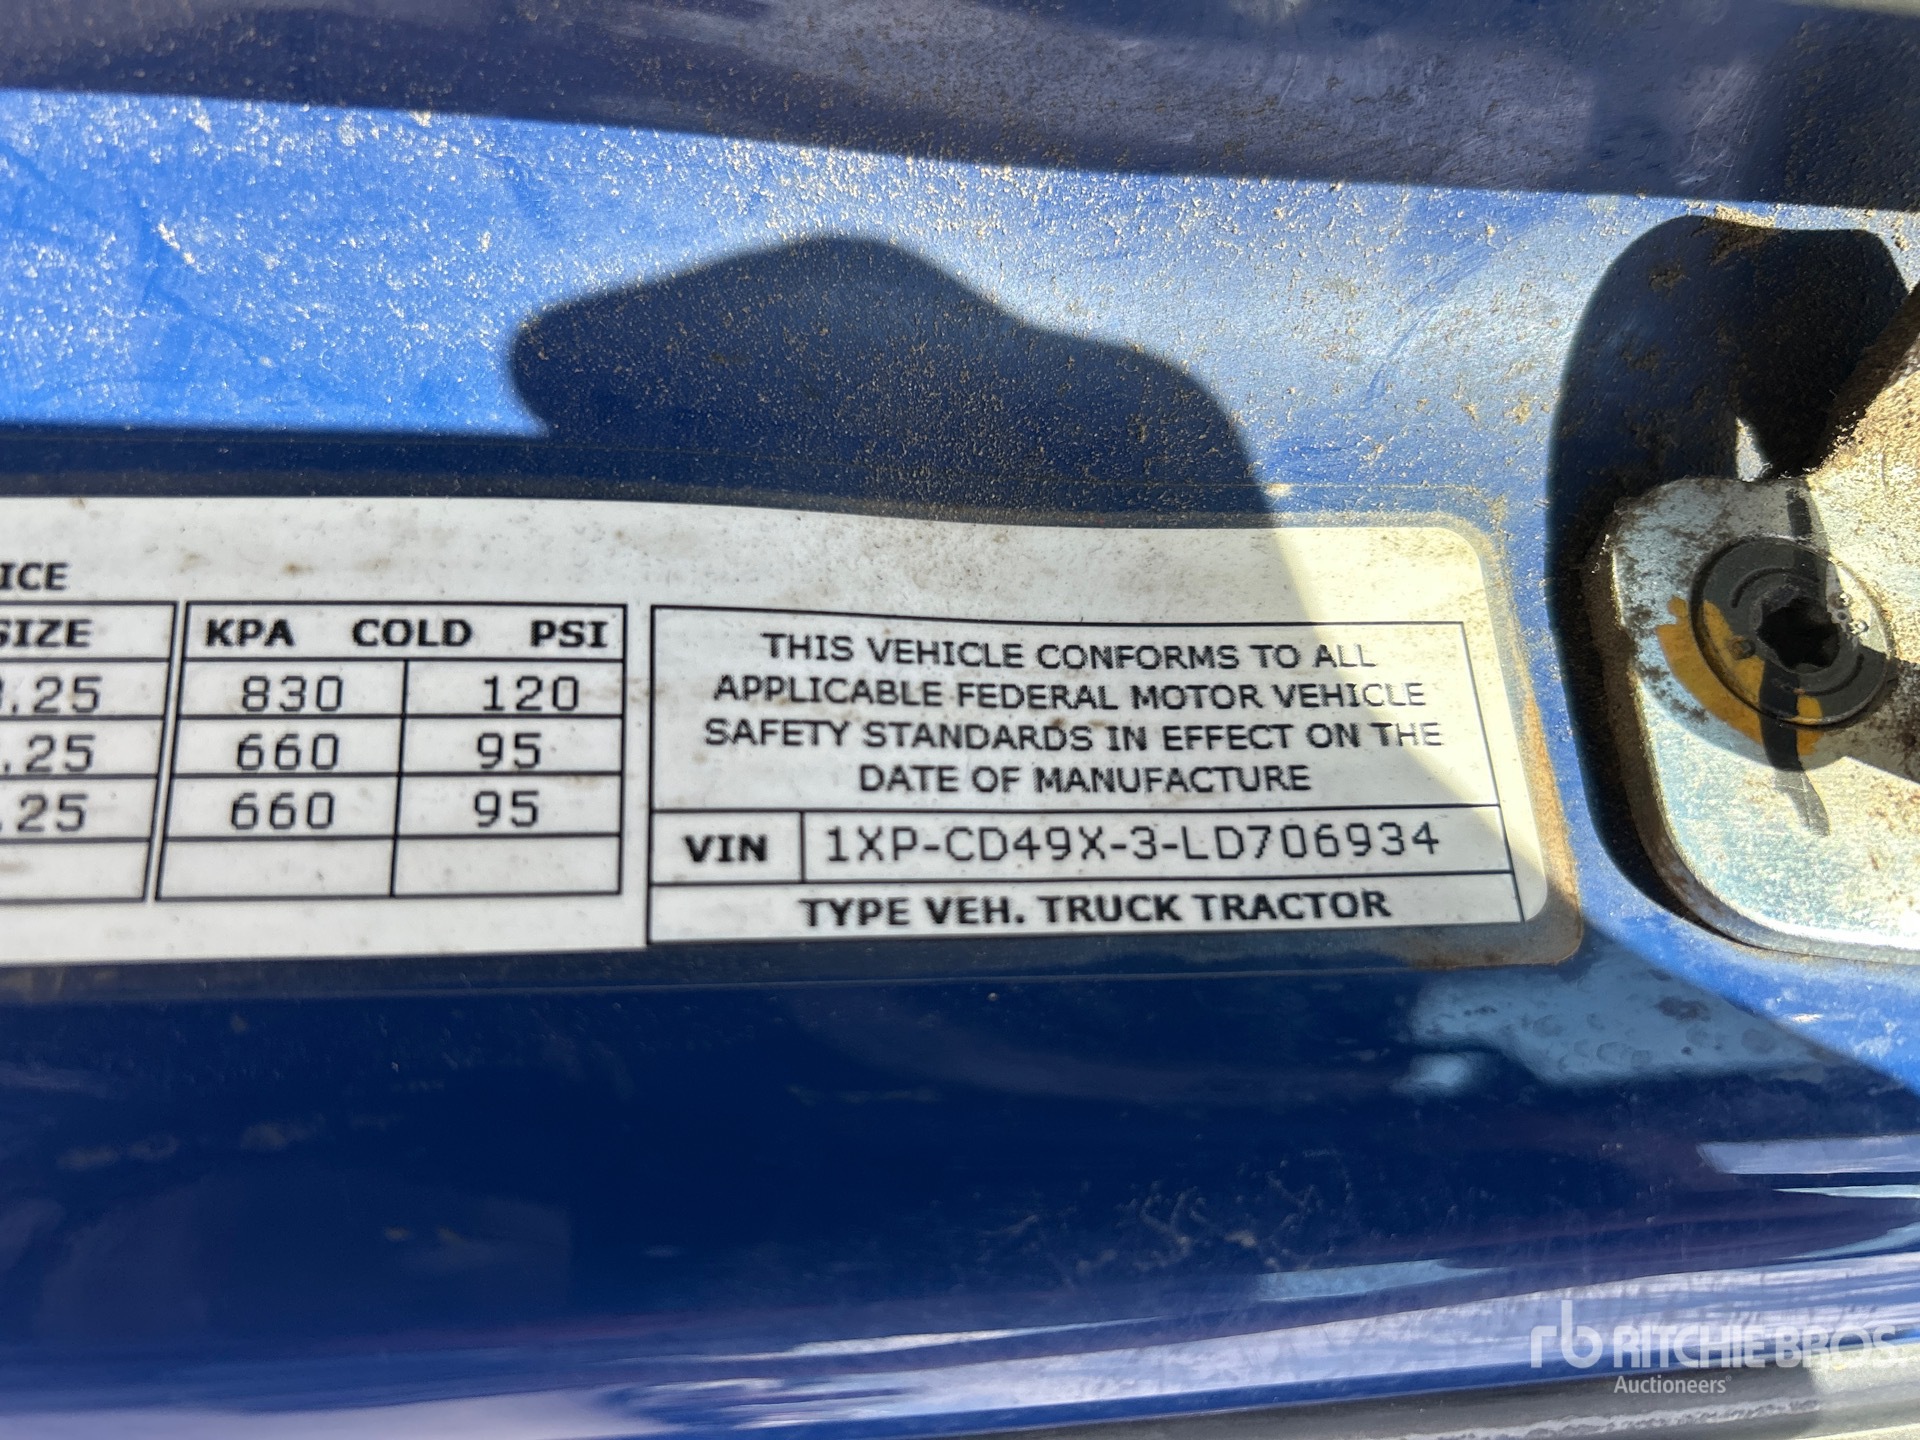 ICE
SIZE
KPA COLD PSI
.25 830 120
.25 660 95
.25 660 95
THIS VEHICLE CONFORMS TO ALL
APPLICABLE FEDERAL MOTOR VEHICLE
SAFETY STANDARDS IN EFFECT ON THE
DATE OF MANUFACTURE
VIN 1XP-CD49X-3-LD706934
TYPE VEH. TRUCK TRACTOR
rb RITCHIE BROS.
Auctioneers